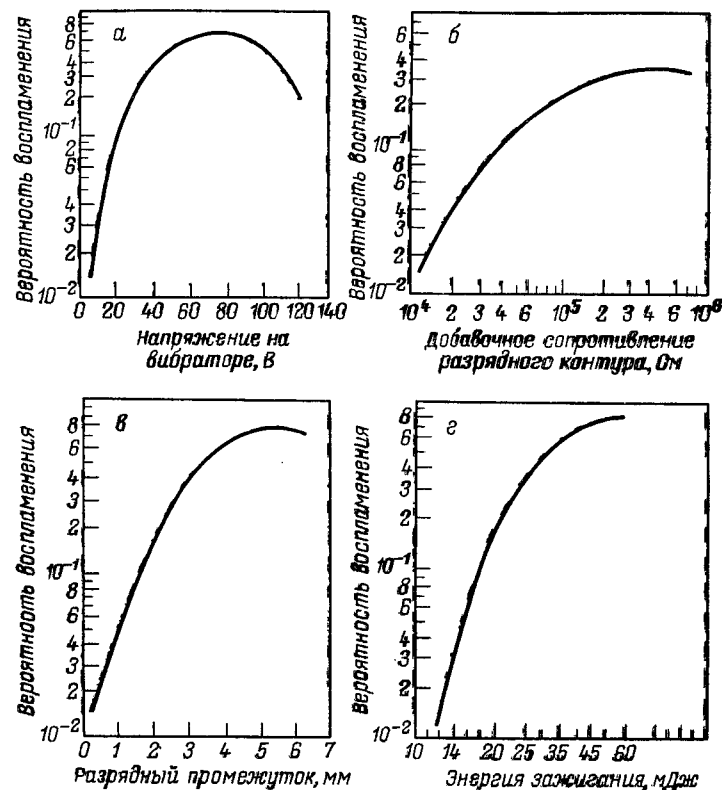 а
Вероятность воспламенения
8
6
4
3
2
10⁻¹
2
6
4
3
2
10⁻²
0 20 40 60 80 100 120 140
Напряжение на
вибраторе, В
б
Вероятность воспламенения
6
4
3
2
10⁻¹
8
6
4
3
2
10⁻²
10⁴ 2 3 4 6 10⁵ 2 3 4 6 10⁶
Добавочное сопротивление
разрядного контура, Ом
в
Вероятность воспламенения
8
6
4
2
10⁻¹
8
6
4
3
2
10⁻²
0 1 2 3 4 5 6 7
Разрядный промежуток, мм
г
Вероятность воспламенения
8
6
4
3
2
10⁻¹
8
6
4
3
2
10⁻²
10 14 20 25 35 45 60
Энергия зажигания, мДж